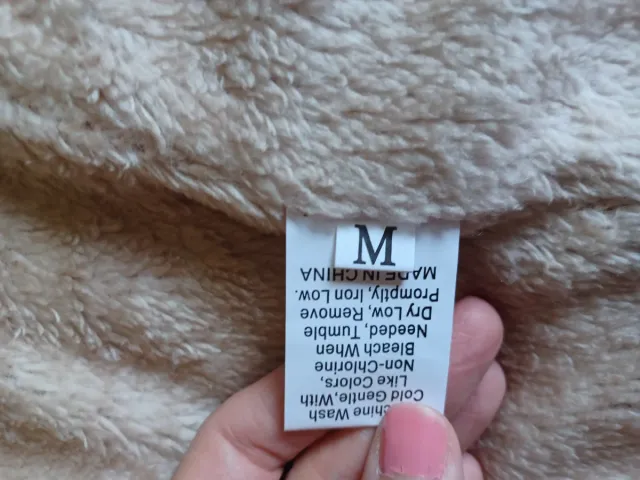 M
chine Wash
Cold Gentle, With
Like Colors,
Non-Chlorine
Bleach When
Needed, Tumble
Dry Low, Remove
Promptly, Iron Low.
MADE IN CHINA